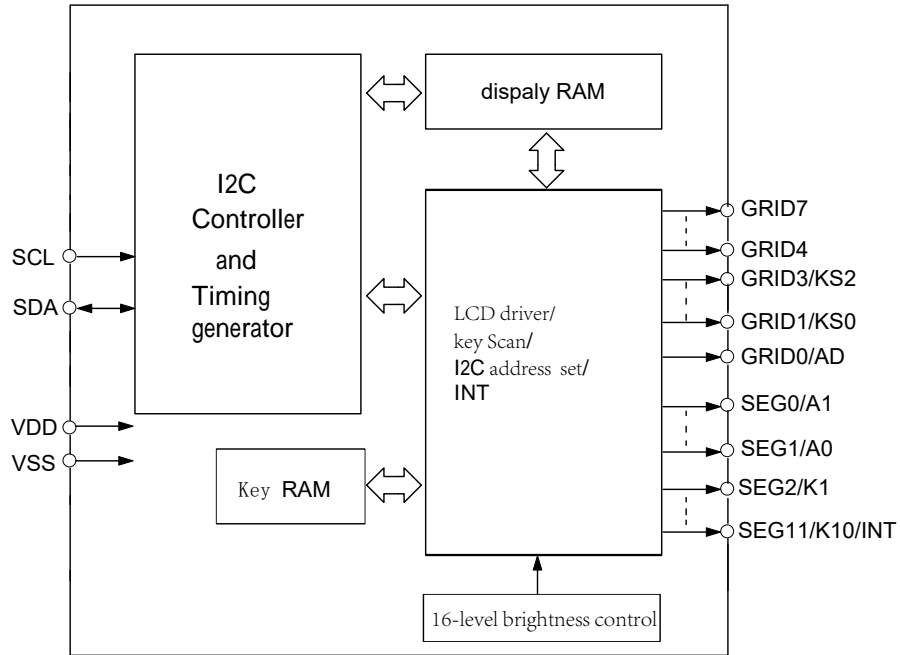 dispaly RAM
I2C
Controller
and
Timing
generator
SCL
SDA
VDD
VSS
LCD driver/
key Scan/
I2C address set/
INT
Key RAM
16-level brightness control
GRID7
GRID4
GRID3/KS2
GRID1/KS0
GRID0/AD
SEG0/A1
SEG1/A0
SEG2/K1
SEG11/K10/INT